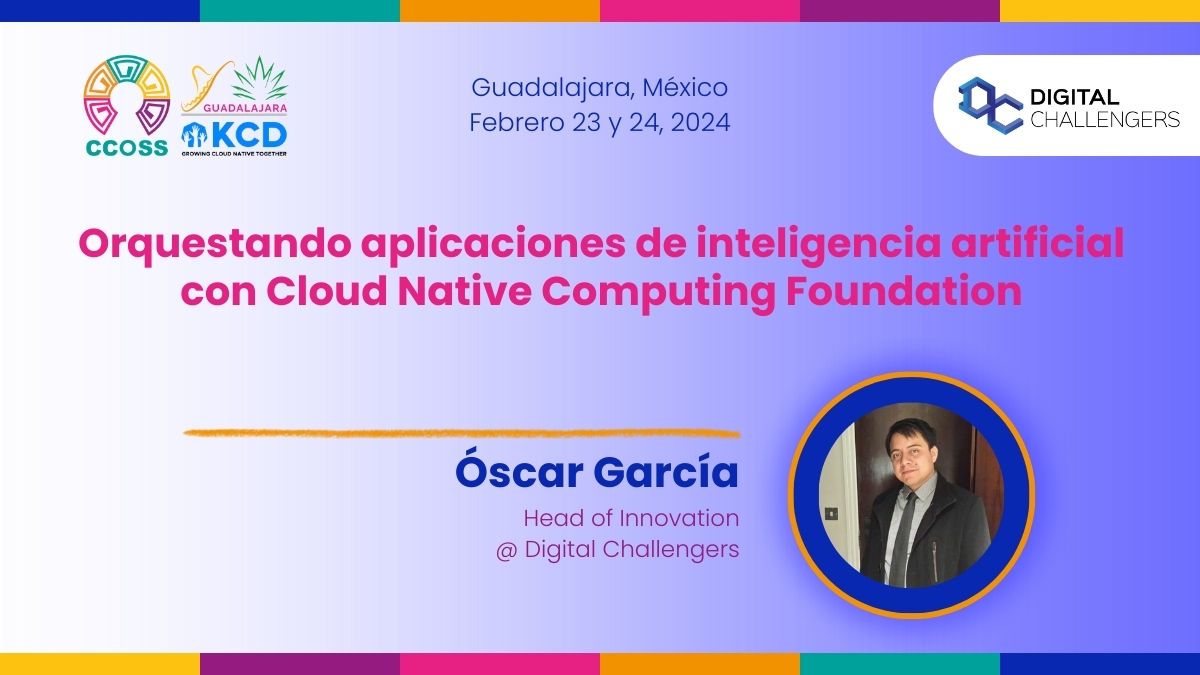 CCOSS
GUADALAJARA
KCD
GROWING CLOUD NATIVE TOGETHER
Guadalajara, México
Febrero 23 y 24, 2024
DIGITAL
CHALLENGERS
Orquestando aplicaciones de inteligencia artificial
con Cloud Native Computing Foundation
Óscar García
Head of Innovation
@ Digital Challengers